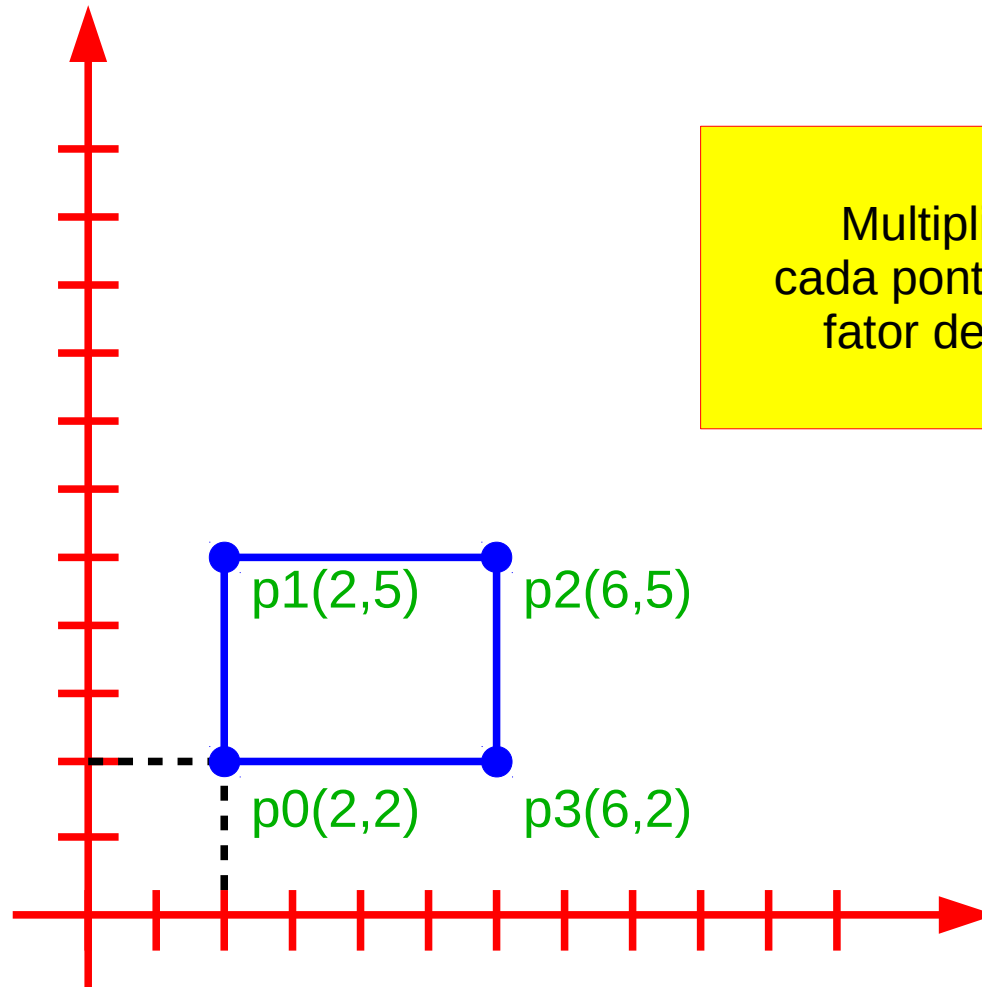 Multipl
cada pont
fator de
p1(2,5)
p2(6,5)
p0(2,2)
p3(6,2)